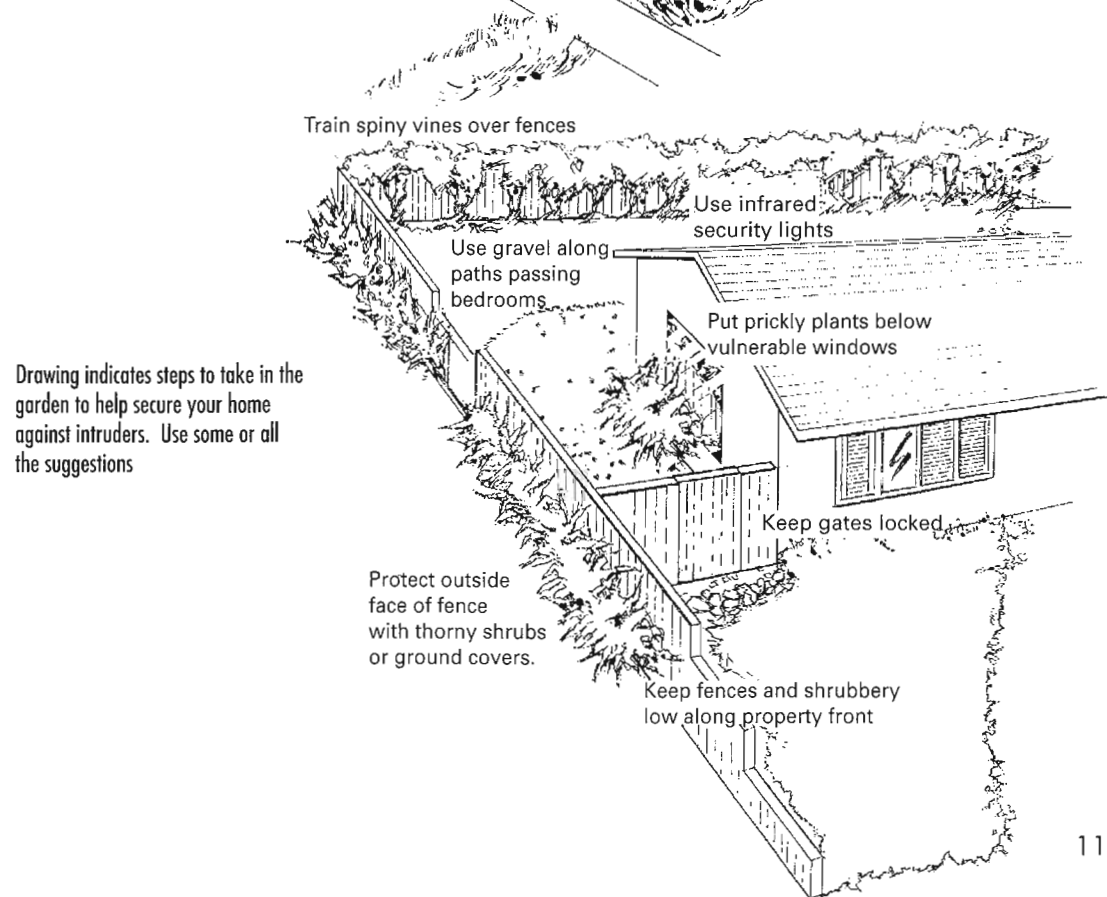 Train spiny vines over fences
Use infrared
security lights
Use gravel along
paths passing
bedrooms
Put prickly plants below
vulnerable windows
Drawing indicates steps to take in the
garden to help secure your home
against intruders. Use some or all
the suggestions
Keep gates locked
Protect outside
face of fence
with thorny shrubs
or ground covers.
Keep fences and shrubbery
low along property front
11